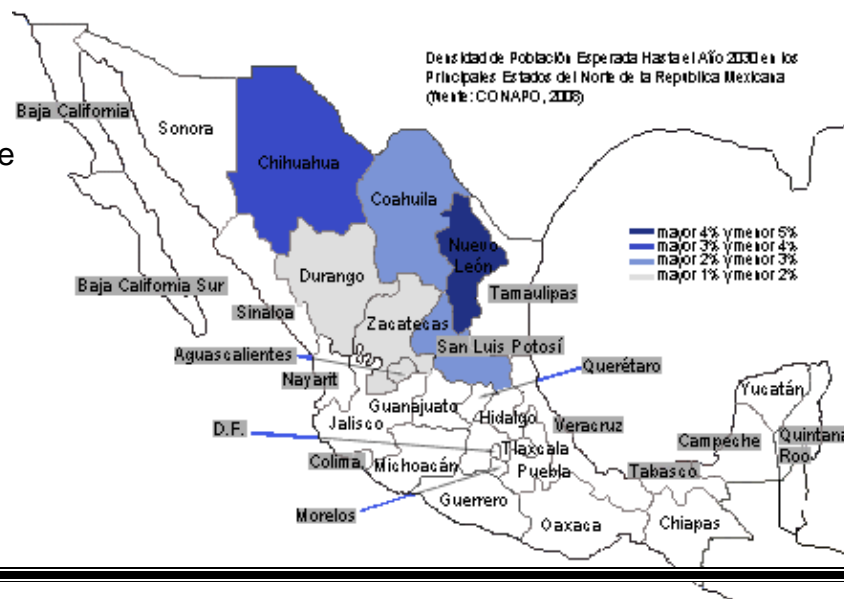 Densidad de Población Esperada Hasta el Año 2030 en los
Principales Estados del Norte de la Republica Mexicana
(fuente: CONAPO, 2008)
Baja California
Sonora
e
Chihuahua
Coahuila
mayor 4% y menor 5%
mayor 3% y menor 4%
mayor 2% y menor 3%
mayor 1% y menor 2%
Nuevo
León
Durango
Baja California Sur
Tamaulipas
Sinaloa
Zacatecas
San Luis Potosí
Aguascalientes
Querétaro
Nayarit
Yucatán
Guanajuato
Hidalgo
Jalisco
Veracruz
D.F.
Campeche
Quintana
Roo
Tlaxcala
Colima
Michoacán
Puebla
Tabasco
Guerrero
Morelos
Oaxaca
Chiapas